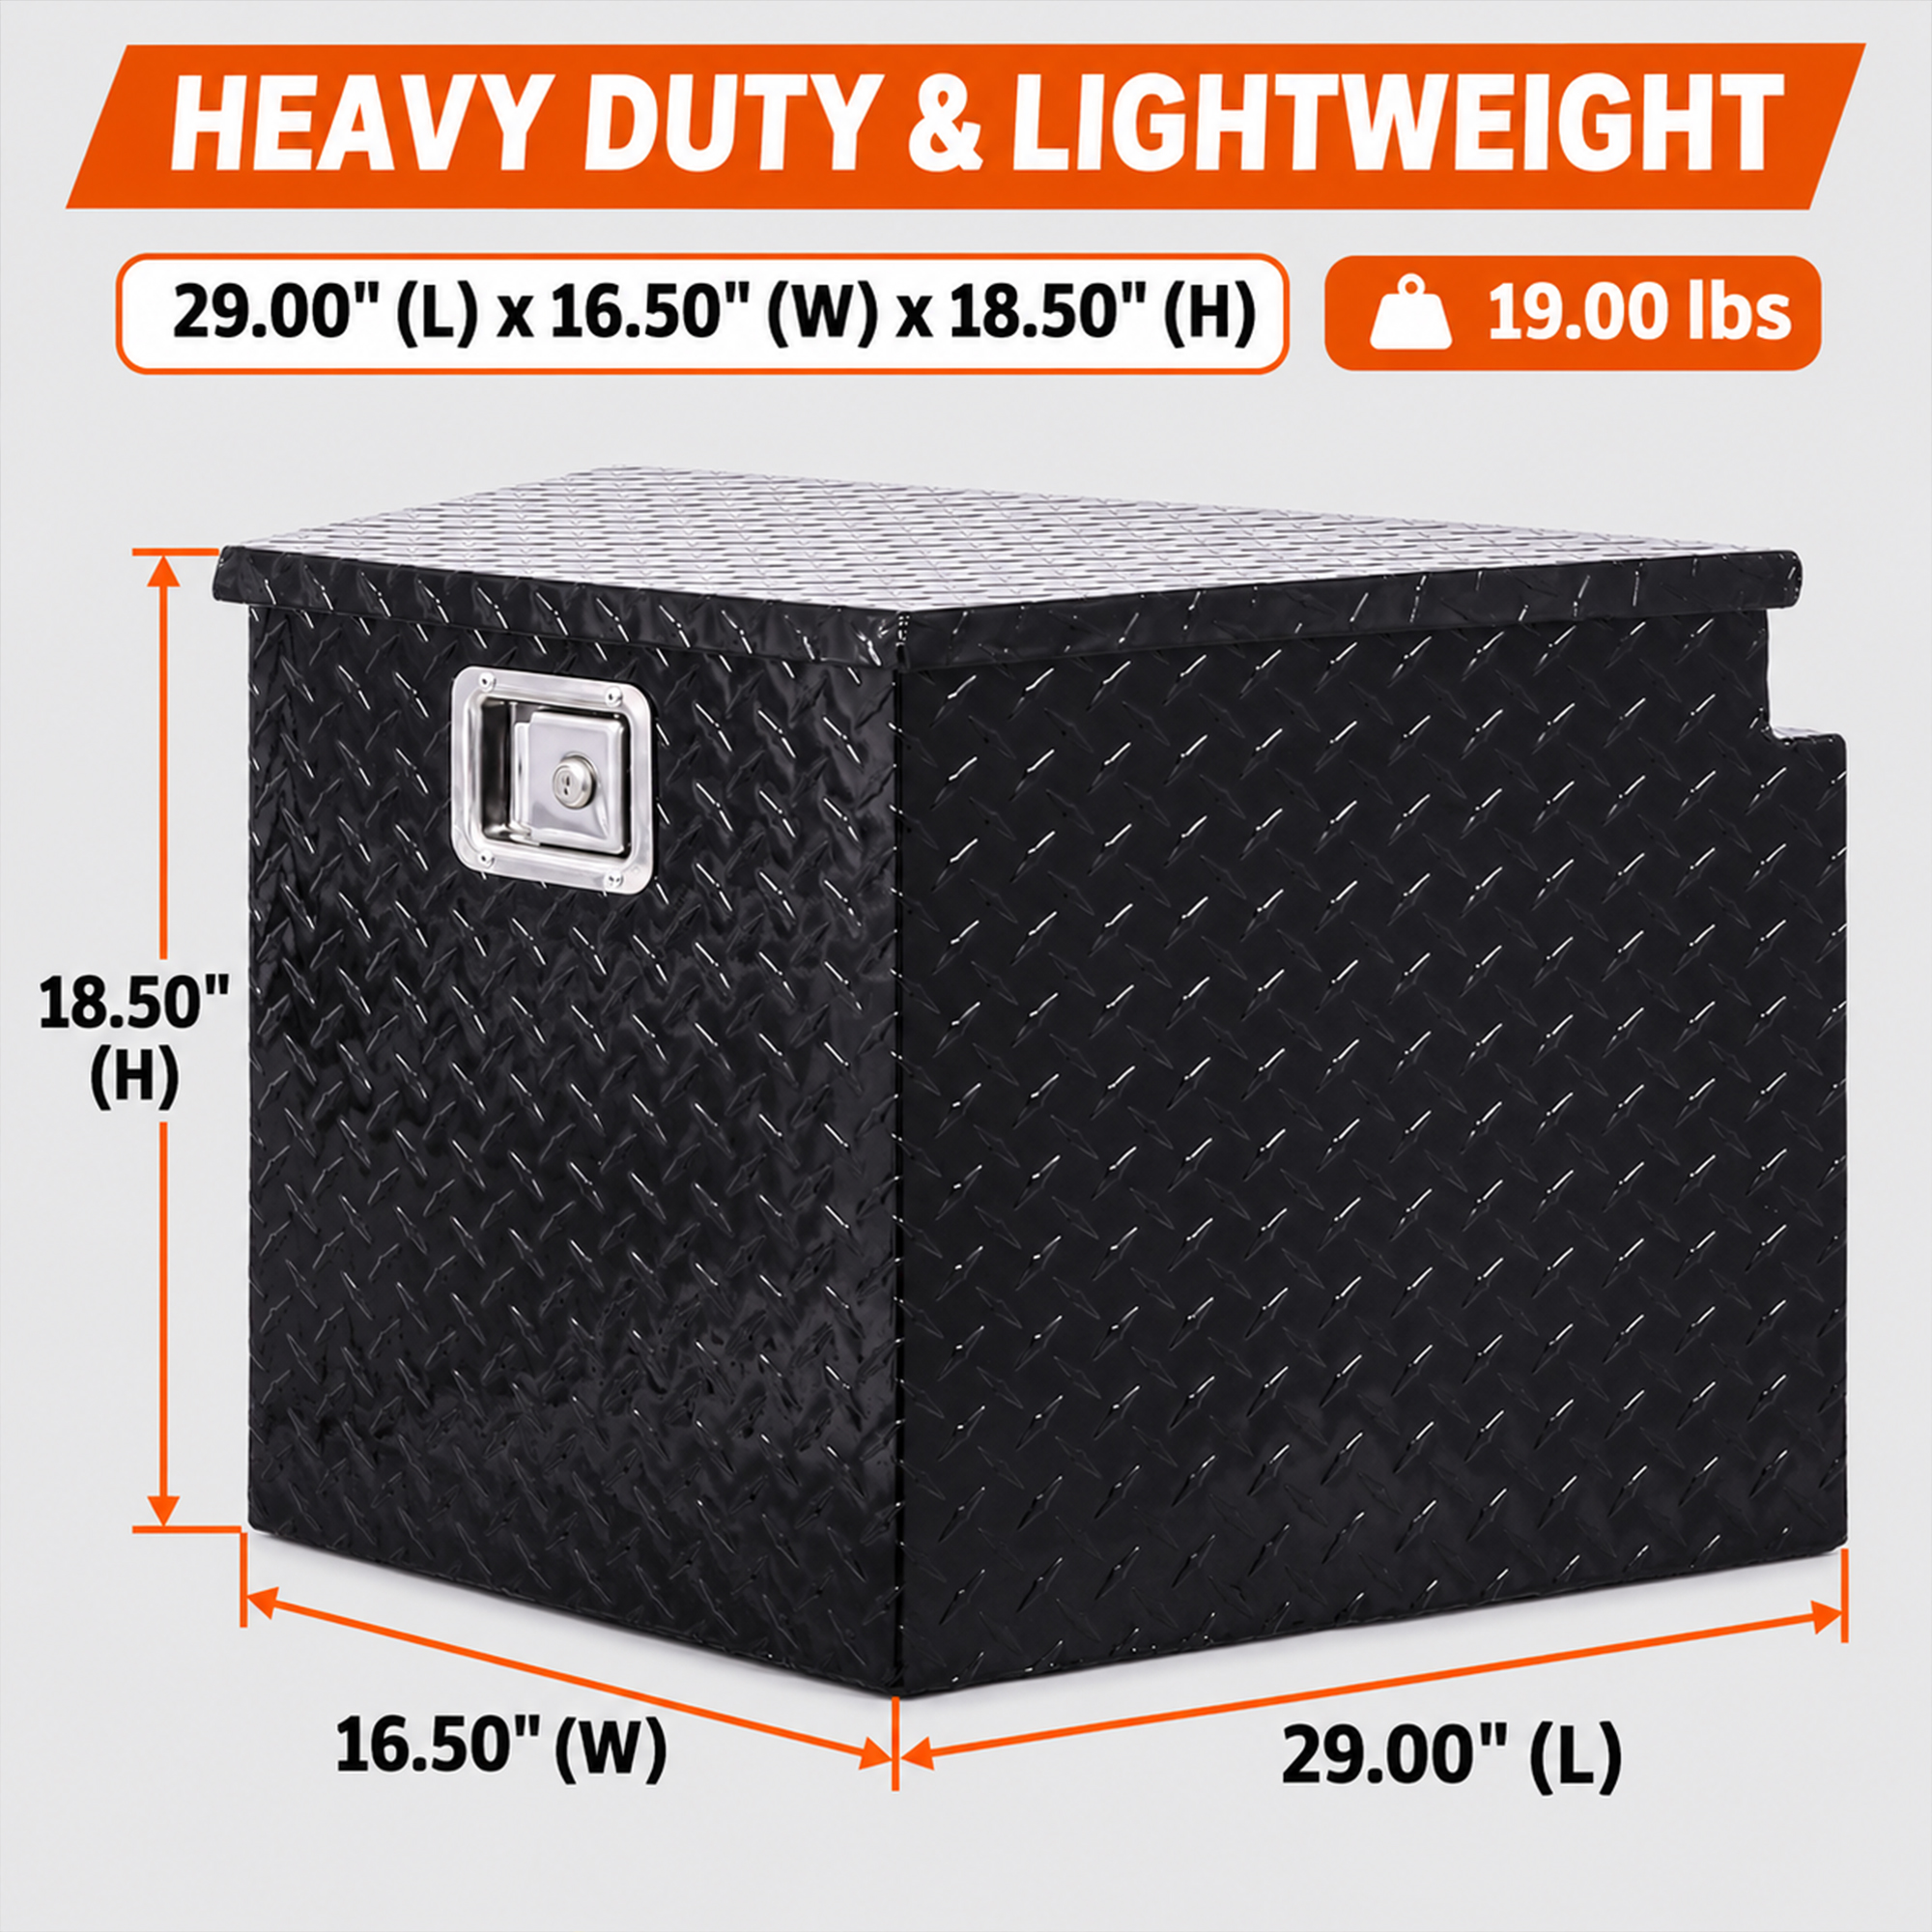 HEAVY DUTY & LIGHTWEIGHT
29.00" (L) x 16.50" (W) x 18.50" (H)
19.00 lbs
18.50"
(H)
16.50" (W)
29.00" (L)